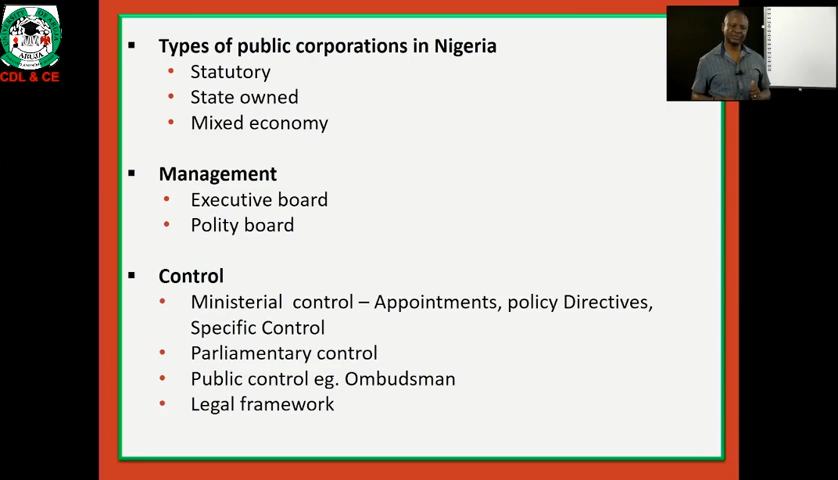 Types of public corporations in Nigeria
Statutory
State owned
Mixed economy
Management
Executive board
Polity board
Control
Ministerial control – Appointments, policy Directives,
Specific Control
Parliamentary control
Public control eg. Ombudsman
Legal framework
ABUJA
CDL & CE